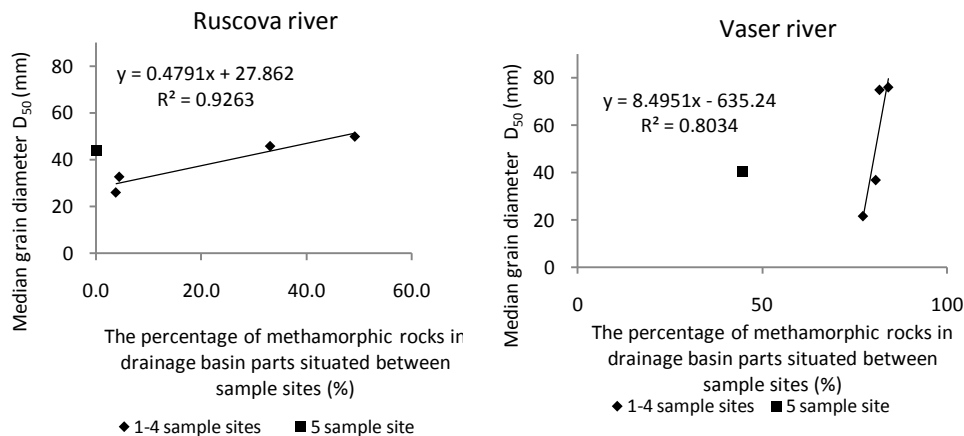 Ruscova river
Median grain diameter D₅₀ (mm)
80
60
40
20
0
y = 0.4791x + 27.862
R² = 0.9263
0.0
20.0
40.0
60.0
The percentage of methamorphic rocks in
drainage basin parts situated between
sample sites (%)
1-4 sample sites
5 sample site
Vaser river
Median grain diameter D₅₀ (mm)
80
60
40
20
0
y = 8.4951x - 635.24
R² = 0.8034
0
50
100
The percentage of methamorphic rocks in
drainage basin parts situated between
sample sites (%)
1-4 sample sites
5 sample site